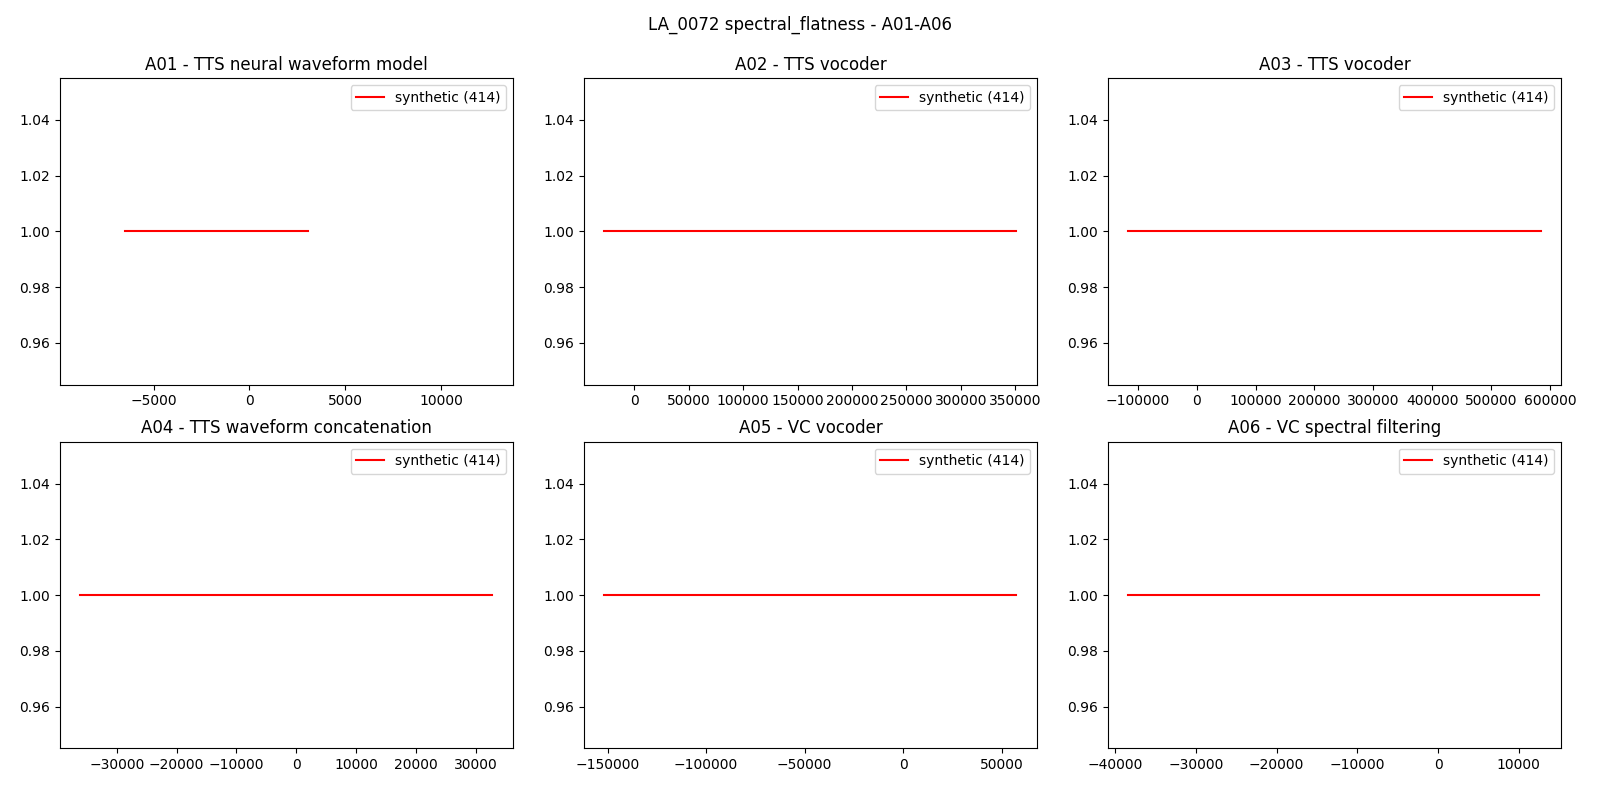 LA_0072 spectral_flatness - A01-A06
A01 - TTS neural waveform model
synthetic (414)
1.04
1.02
1.00
0.98
0.96
−5000 0 5000 10000
A02 - TTS vocoder
synthetic (414)
1.04
1.02
1.00
0.98
0.96
0 50000 100000 150000 200000 250000 300000 350000
A03 - TTS vocoder
synthetic (414)
1.04
1.02
1.00
0.98
0.96
−100000 0 100000 200000 300000 400000 500000 600000
A04 - TTS waveform concatenation
synthetic (414)
1.04
1.02
1.00
0.98
0.96
−30000 −20000 −10000 0 10000 20000 30000
A05 - VC vocoder
synthetic (414)
1.04
1.02
1.00
0.98
0.96
−150000 −100000 −50000 0 50000
A06 - VC spectral filtering
synthetic (414)
1.04
1.02
1.00
0.98
0.96
−40000 −30000 −20000 −10000 0 10000